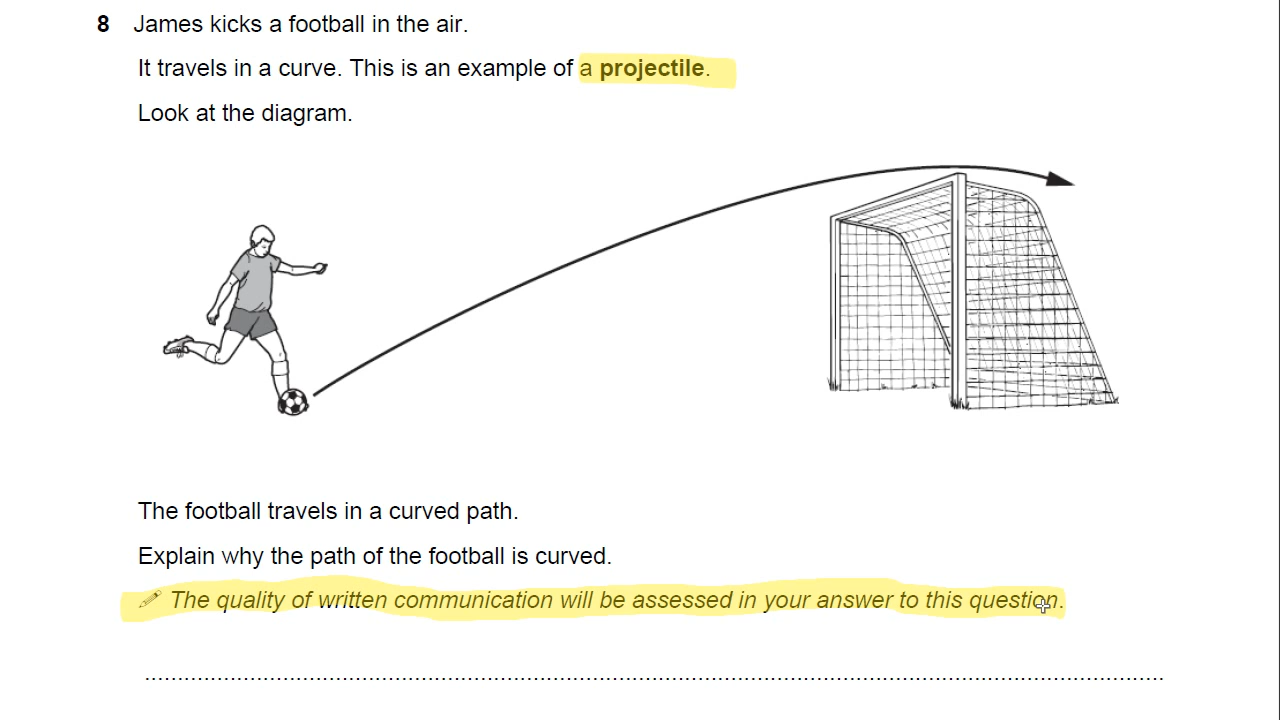 8 James kicks a football in the air.
It travels in a curve. This is an example of a projectile.
Look at the diagram.
The football travels in a curved path.
Explain why the path of the football is curved.
The quality of written communication will be assessed in your answer to this question.